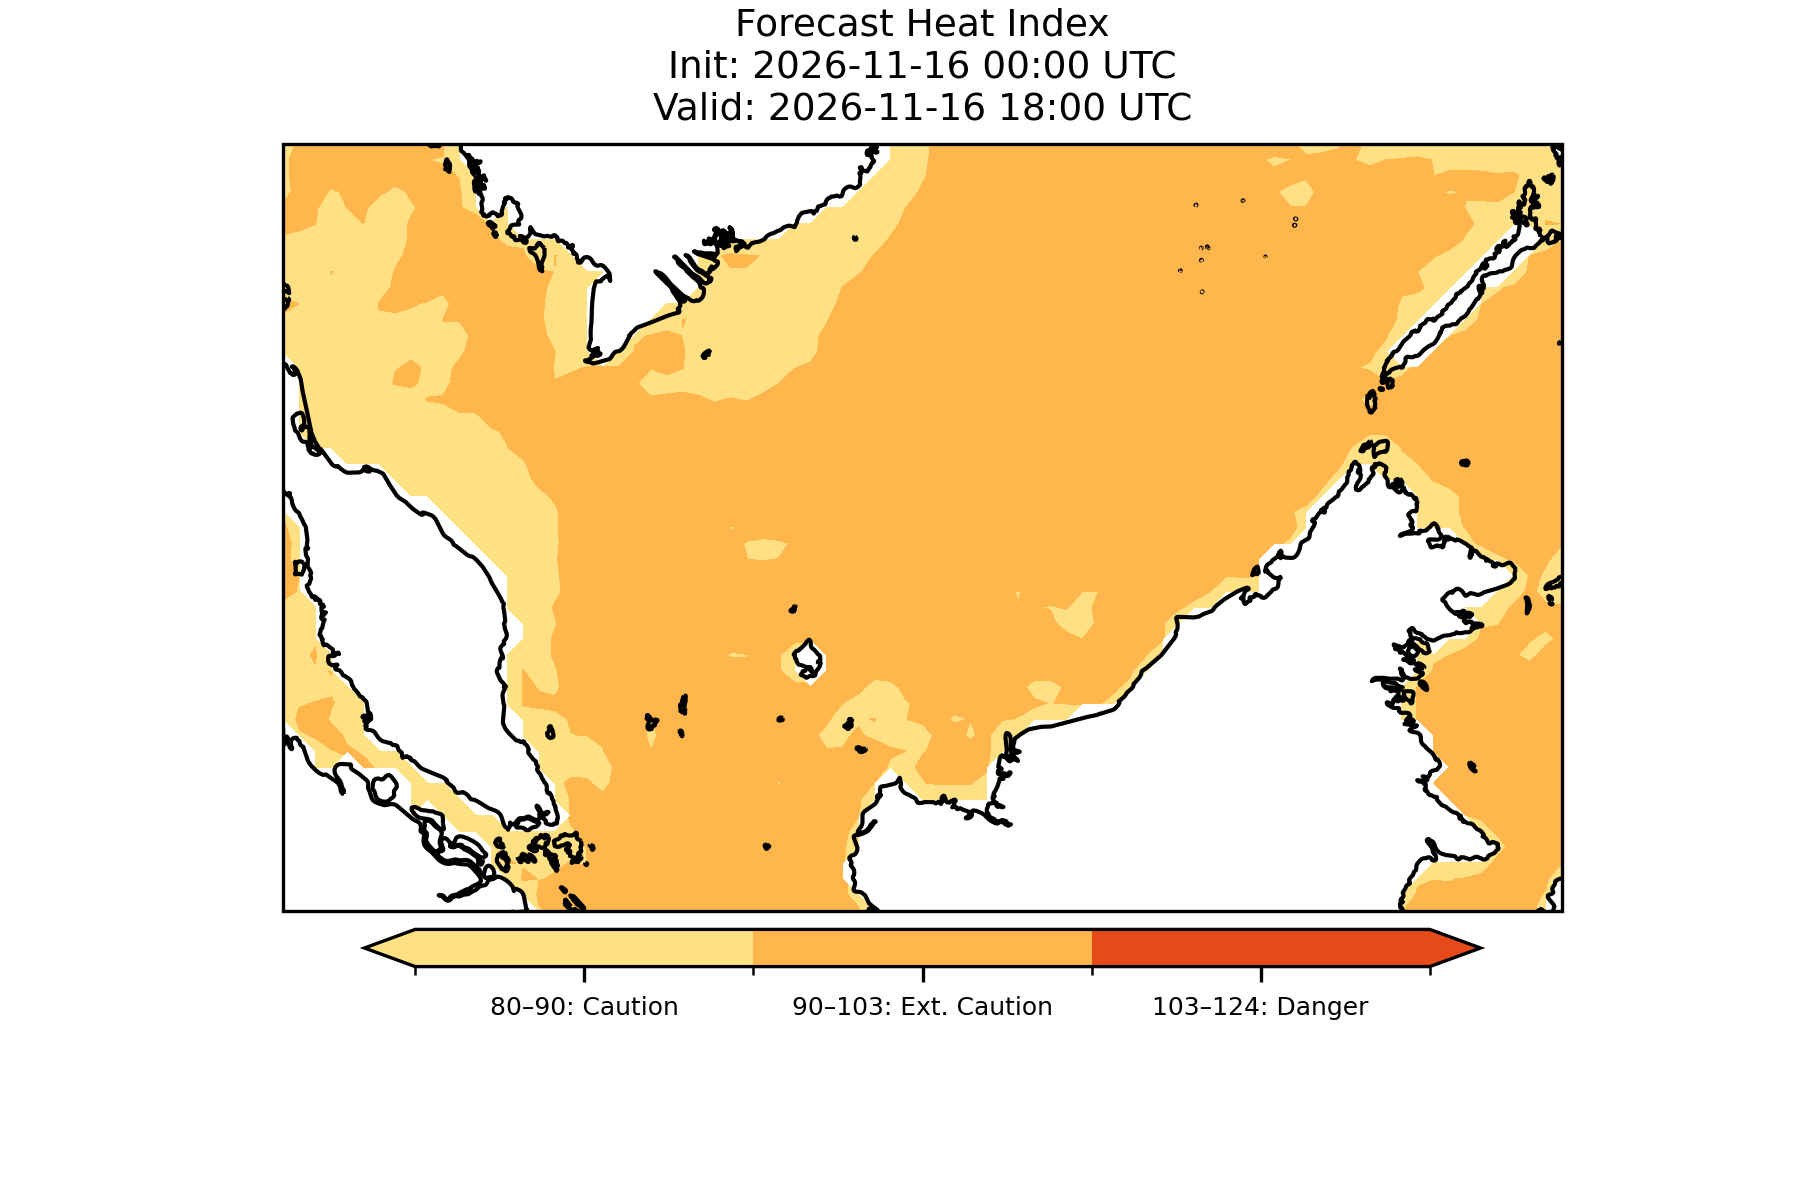 Forecast Heat Index
Init: 2026-11-16 00:00 UTC
Valid: 2026-11-16 18:00 UTC
80–90: Caution
90–103: Ext. Caution
103–124: Danger